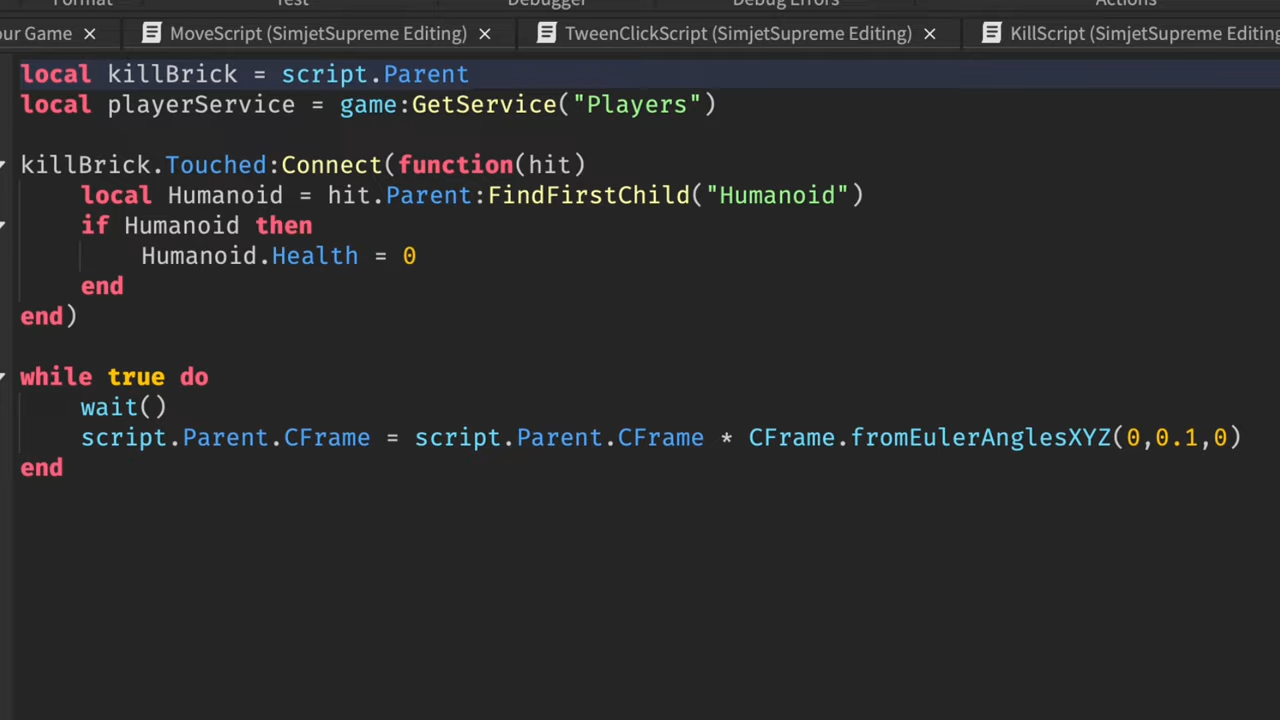 Format Test Debugger Debug Errors Actions
our Game × MoveScript (SimjetSupreme Editing) × TweenClickScript (SimjetSupreme Editing) × KillScript (SimjetSupreme Editing
local killBrick = script.Parent
local playerService = game:GetService("Players")
killBrick.Touched:Connect(function(hit)
local Humanoid = hit.Parent:FindFirstChild("Humanoid")
if Humanoid then
Humanoid.Health = 0
end
end)
while true do
wait()
script.Parent.CFrame = script.Parent.CFrame * CFrame.fromEulerAnglesXYZ(0,0.1,0)
end